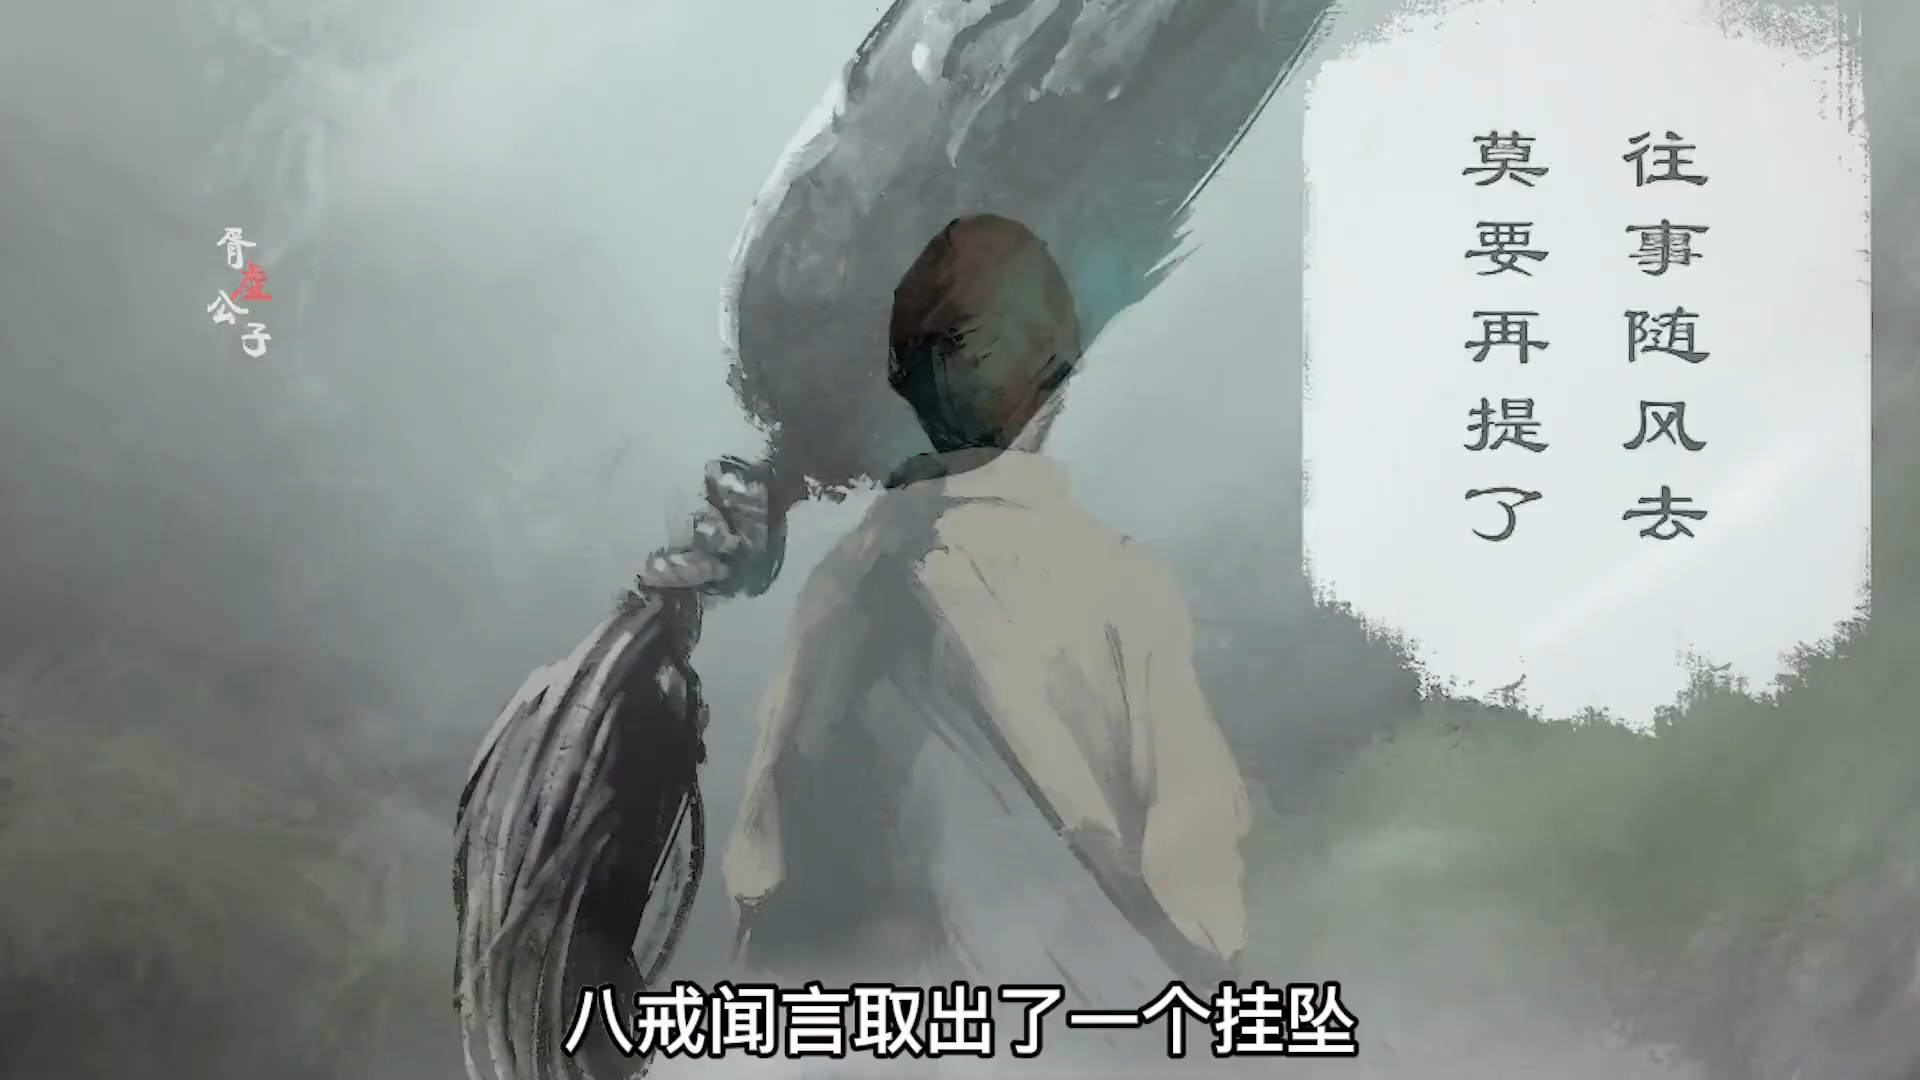 往事随风去
莫要再提了
胥虚公子
八戒闻言取出了一个挂坠